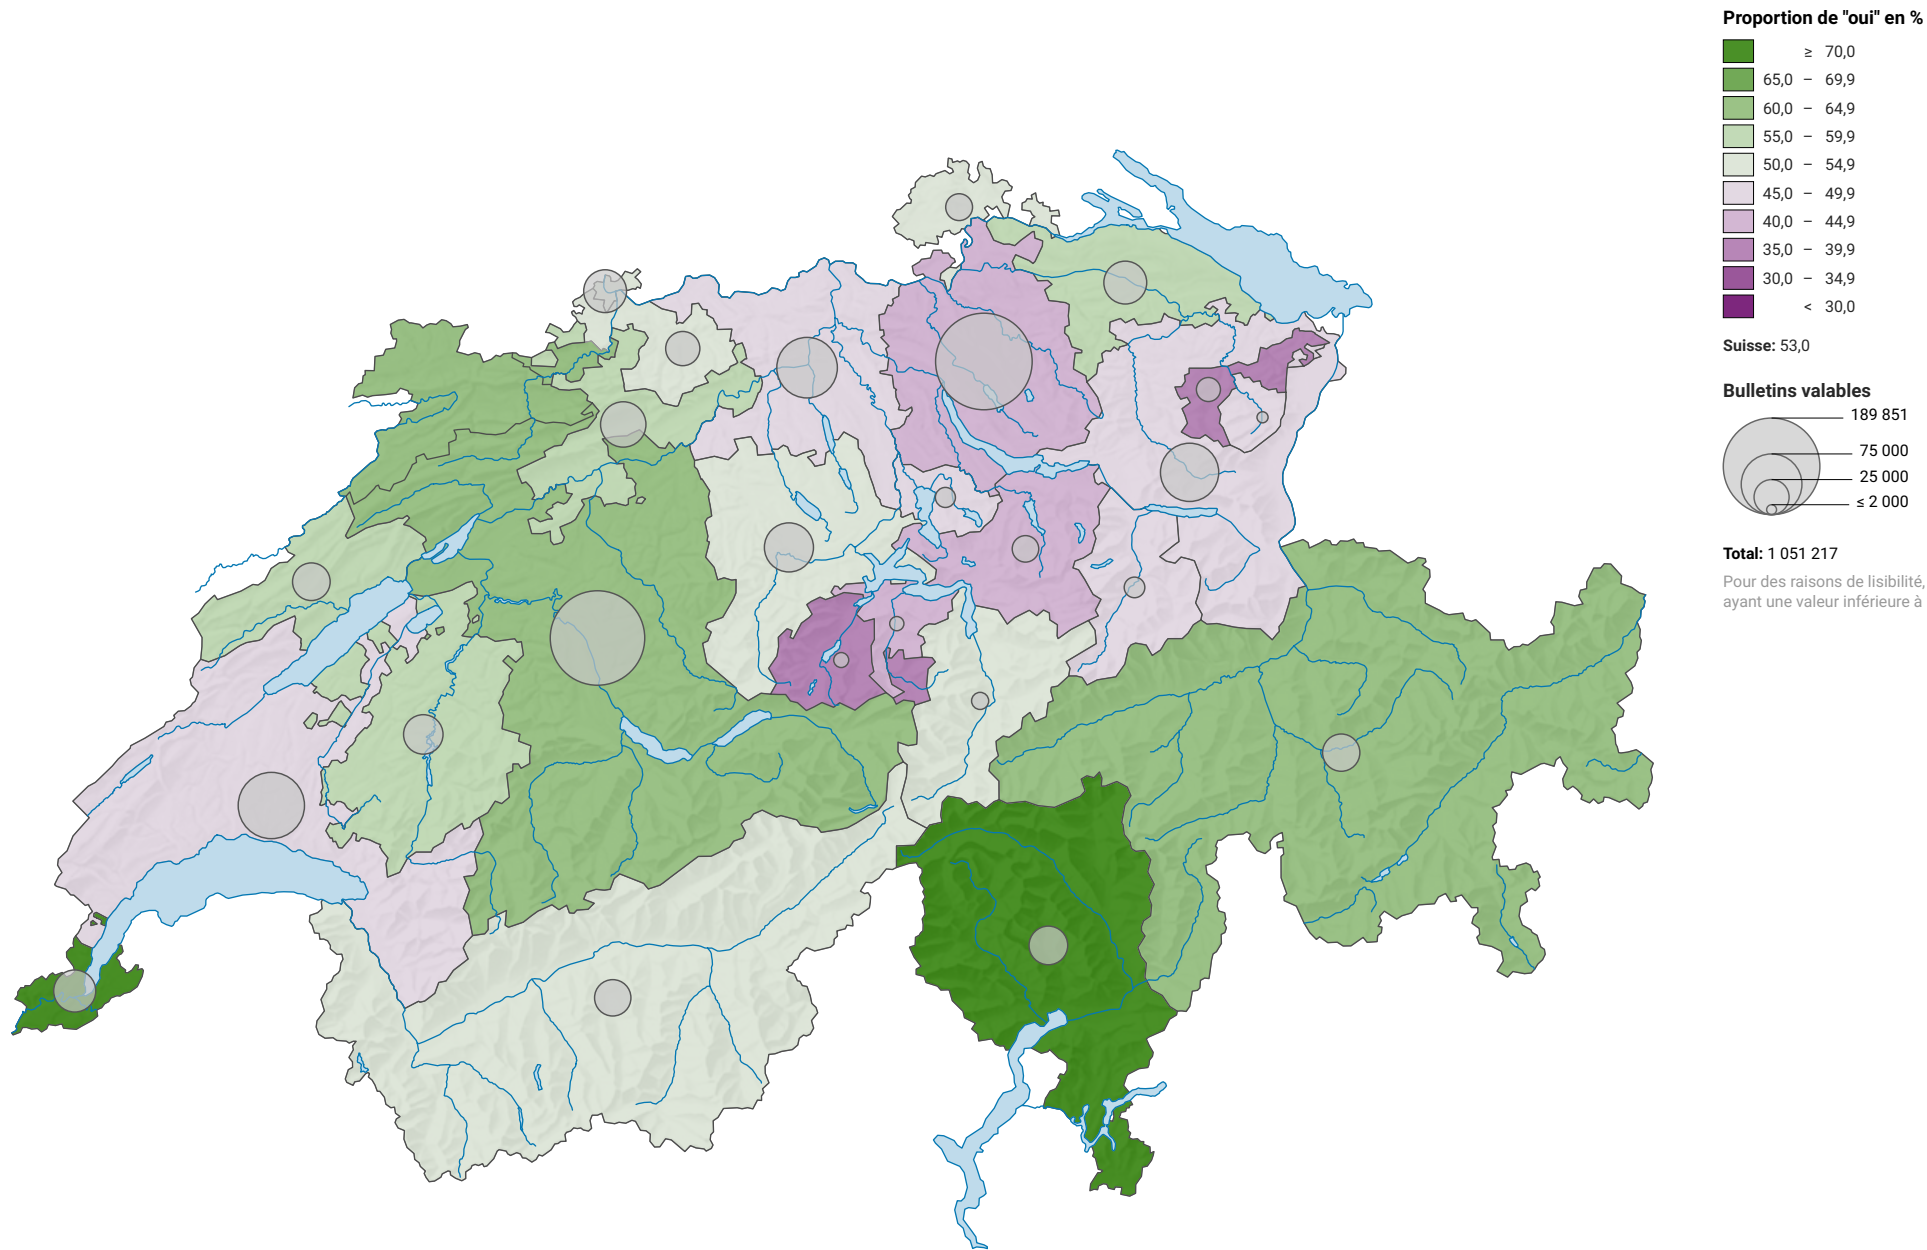 Proportion de "oui" en %
≥ 70,0
65,0 – 69,9
60,0 – 64,9
55,0 – 59,9
50,0 – 54,9
45,0 – 49,9
40,0 – 44,9
35,0 – 39,9
30,0 – 34,9
< 30,0
Suisse: 53,0
Bulletins valables
189 851
75 000
25 000
≤ 2 000
Total: 1 051 217
Pour des raisons de lisibilité,
ayant une valeur inférieure à